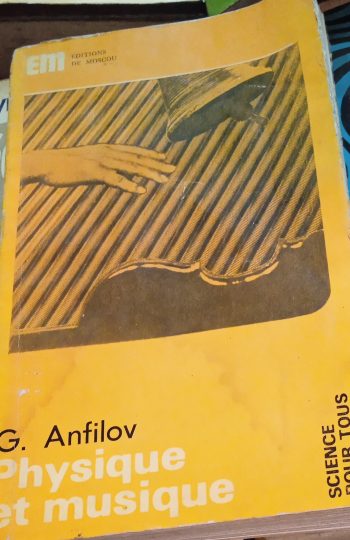 EM
EDITIONS
DE MOSCOU
G. Anfilov
Physique
et musique
SCIENCE
POUR TOUS